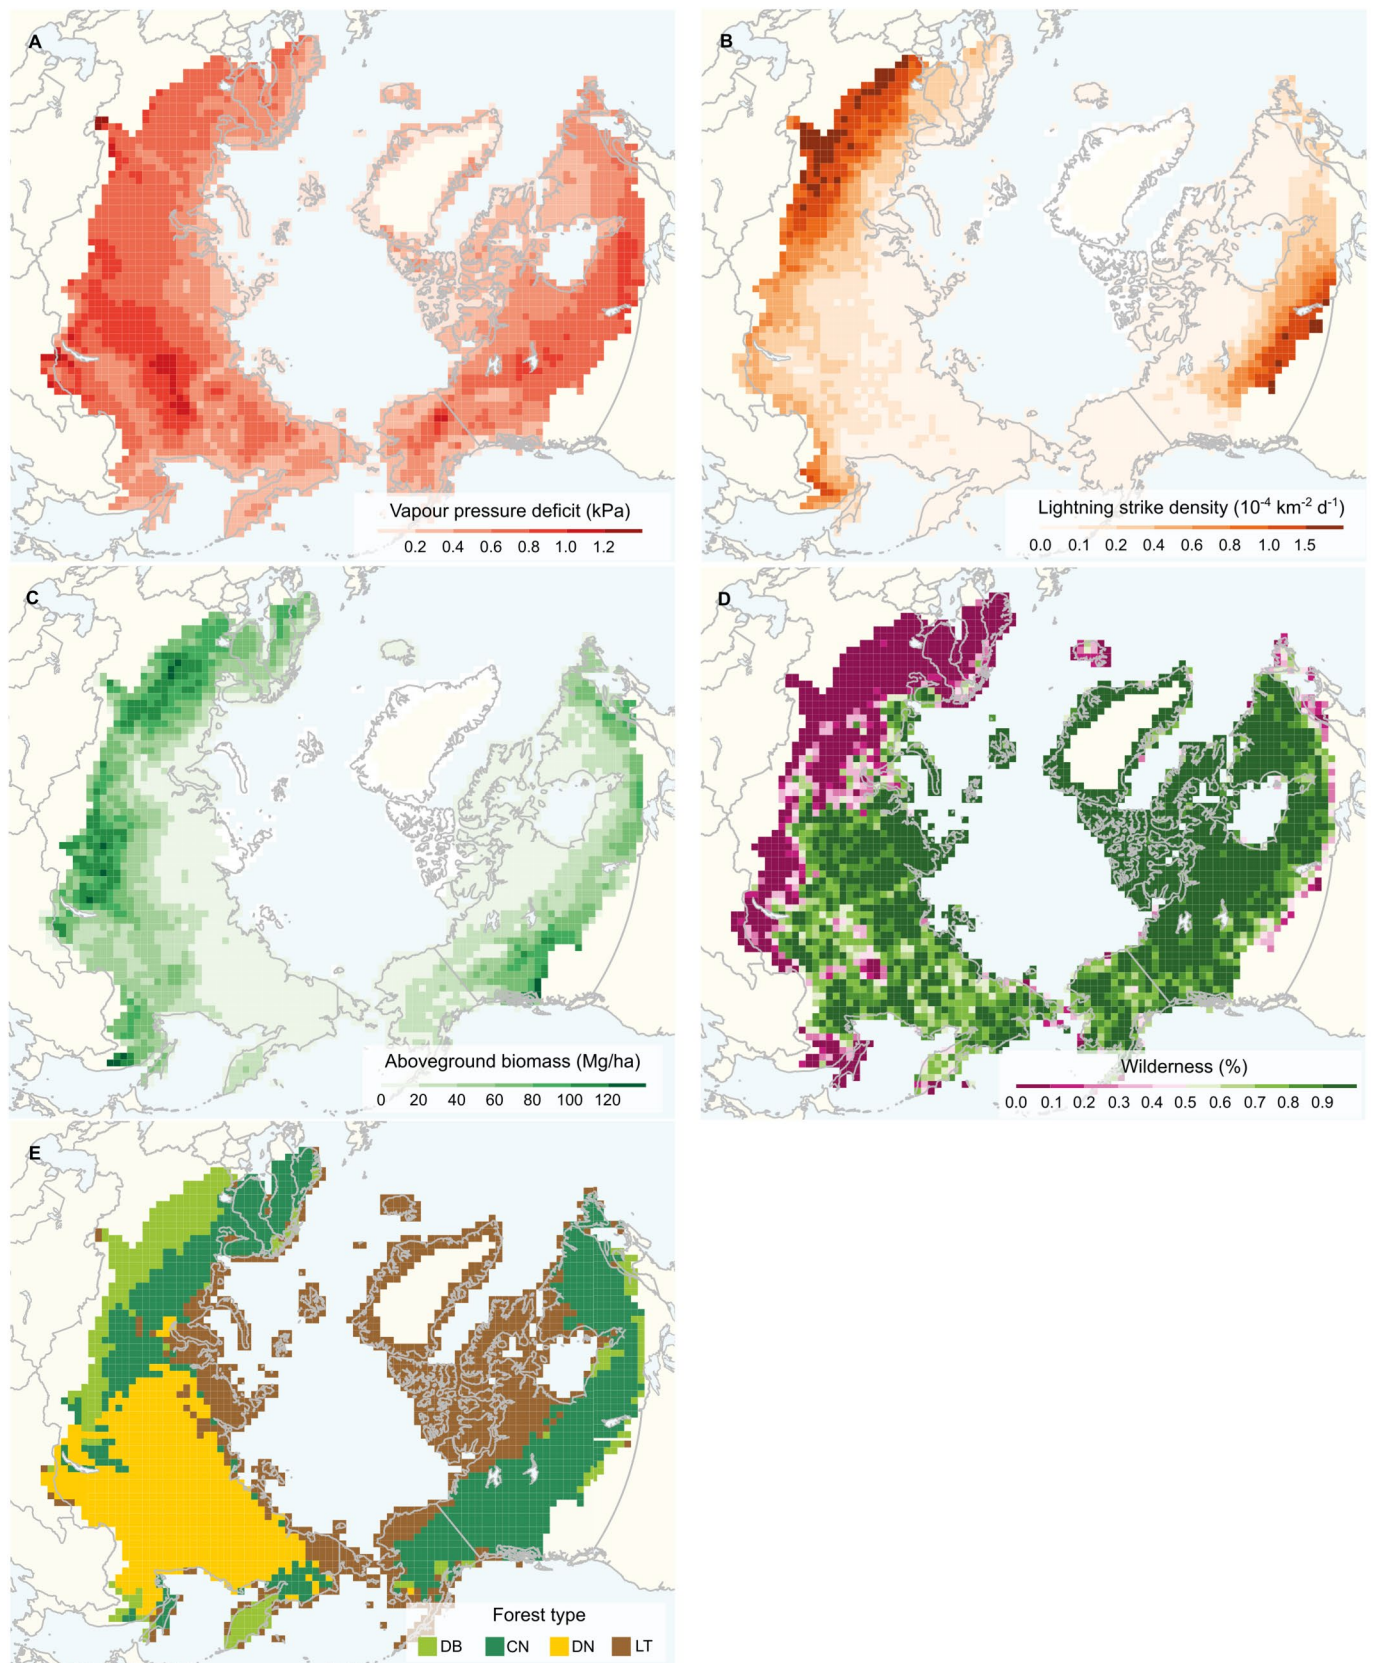 A
Vapour pressure deficit (kPa)
0.2 0.4 0.6 0.8 1.0 1.2
B
Lightning strike density (10⁻⁴ km⁻² d⁻¹)
0.0 0.1 0.2 0.4 0.6 0.8 1.0 1.5
C
Aboveground biomass (Mg/ha)
0 20 40 60 80 100 120
D
Wilderness (%)
0.0 0.1 0.2 0.3 0.4 0.5 0.6 0.7 0.8 0.9
E
Forest type
DB CN DN LT